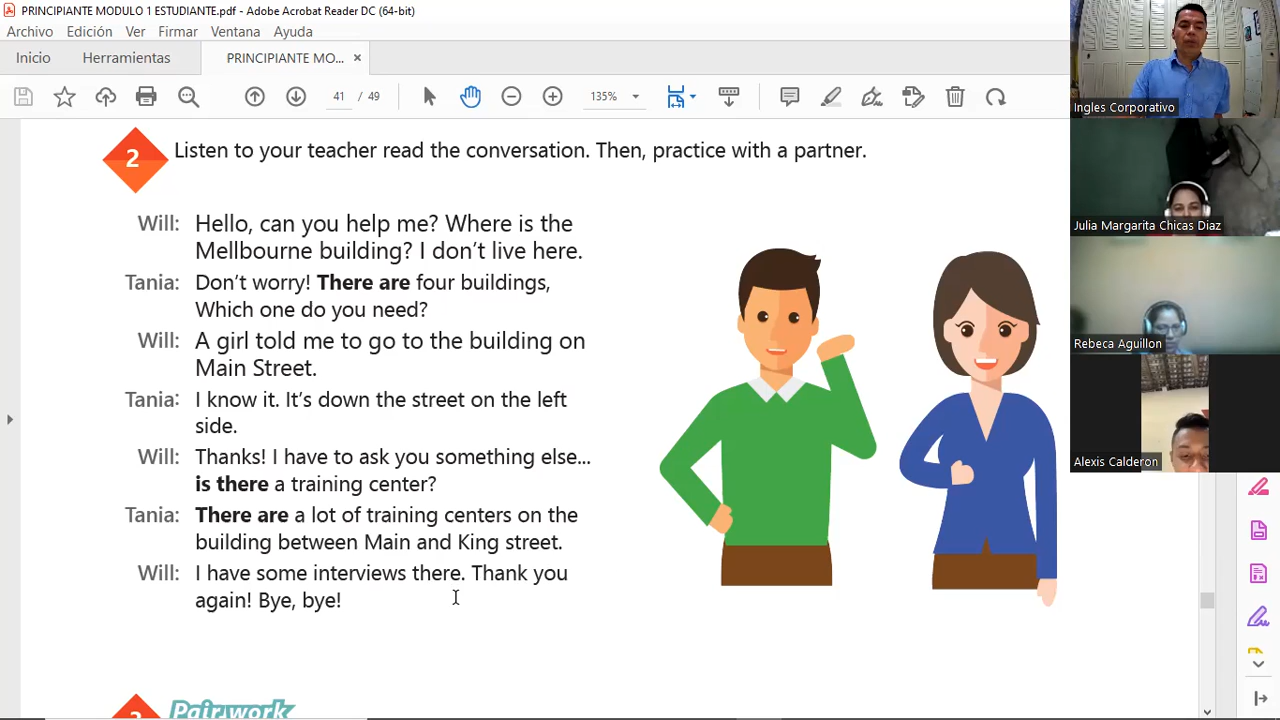 PRINCIPIANTE MODULO 1 ESTUDIANTE.pdf - Adobe Acrobat Reader DC (64-bit)
Archivo Edición Ver Firmar Ventana Ayuda
Inicio Herramientas PRINCIPIANTE MO... ×
41 / 49 135%
2 Listen to your teacher read the conversation. Then, practice with a partner.
Will: Hello, can you help me? Where is the
Mellbourne building? I don't live here.
Tania: Don't worry! There are four buildings,
Which one do you need?
Will: A girl told me to go to the building on
Main Street.
Tania: I know it. It's down the street on the left
side.
Will: Thanks! I have to ask you something else...
is there a training center?
Tania: There are a lot of training centers on the
building between Main and King street.
Will: I have some interviews there. Thank you
again! Bye, bye!
3 Pair work
Ingles Corporativo
Julia Margarita Chicas Diaz
Rebeca Aguillon
Alexis Calderon